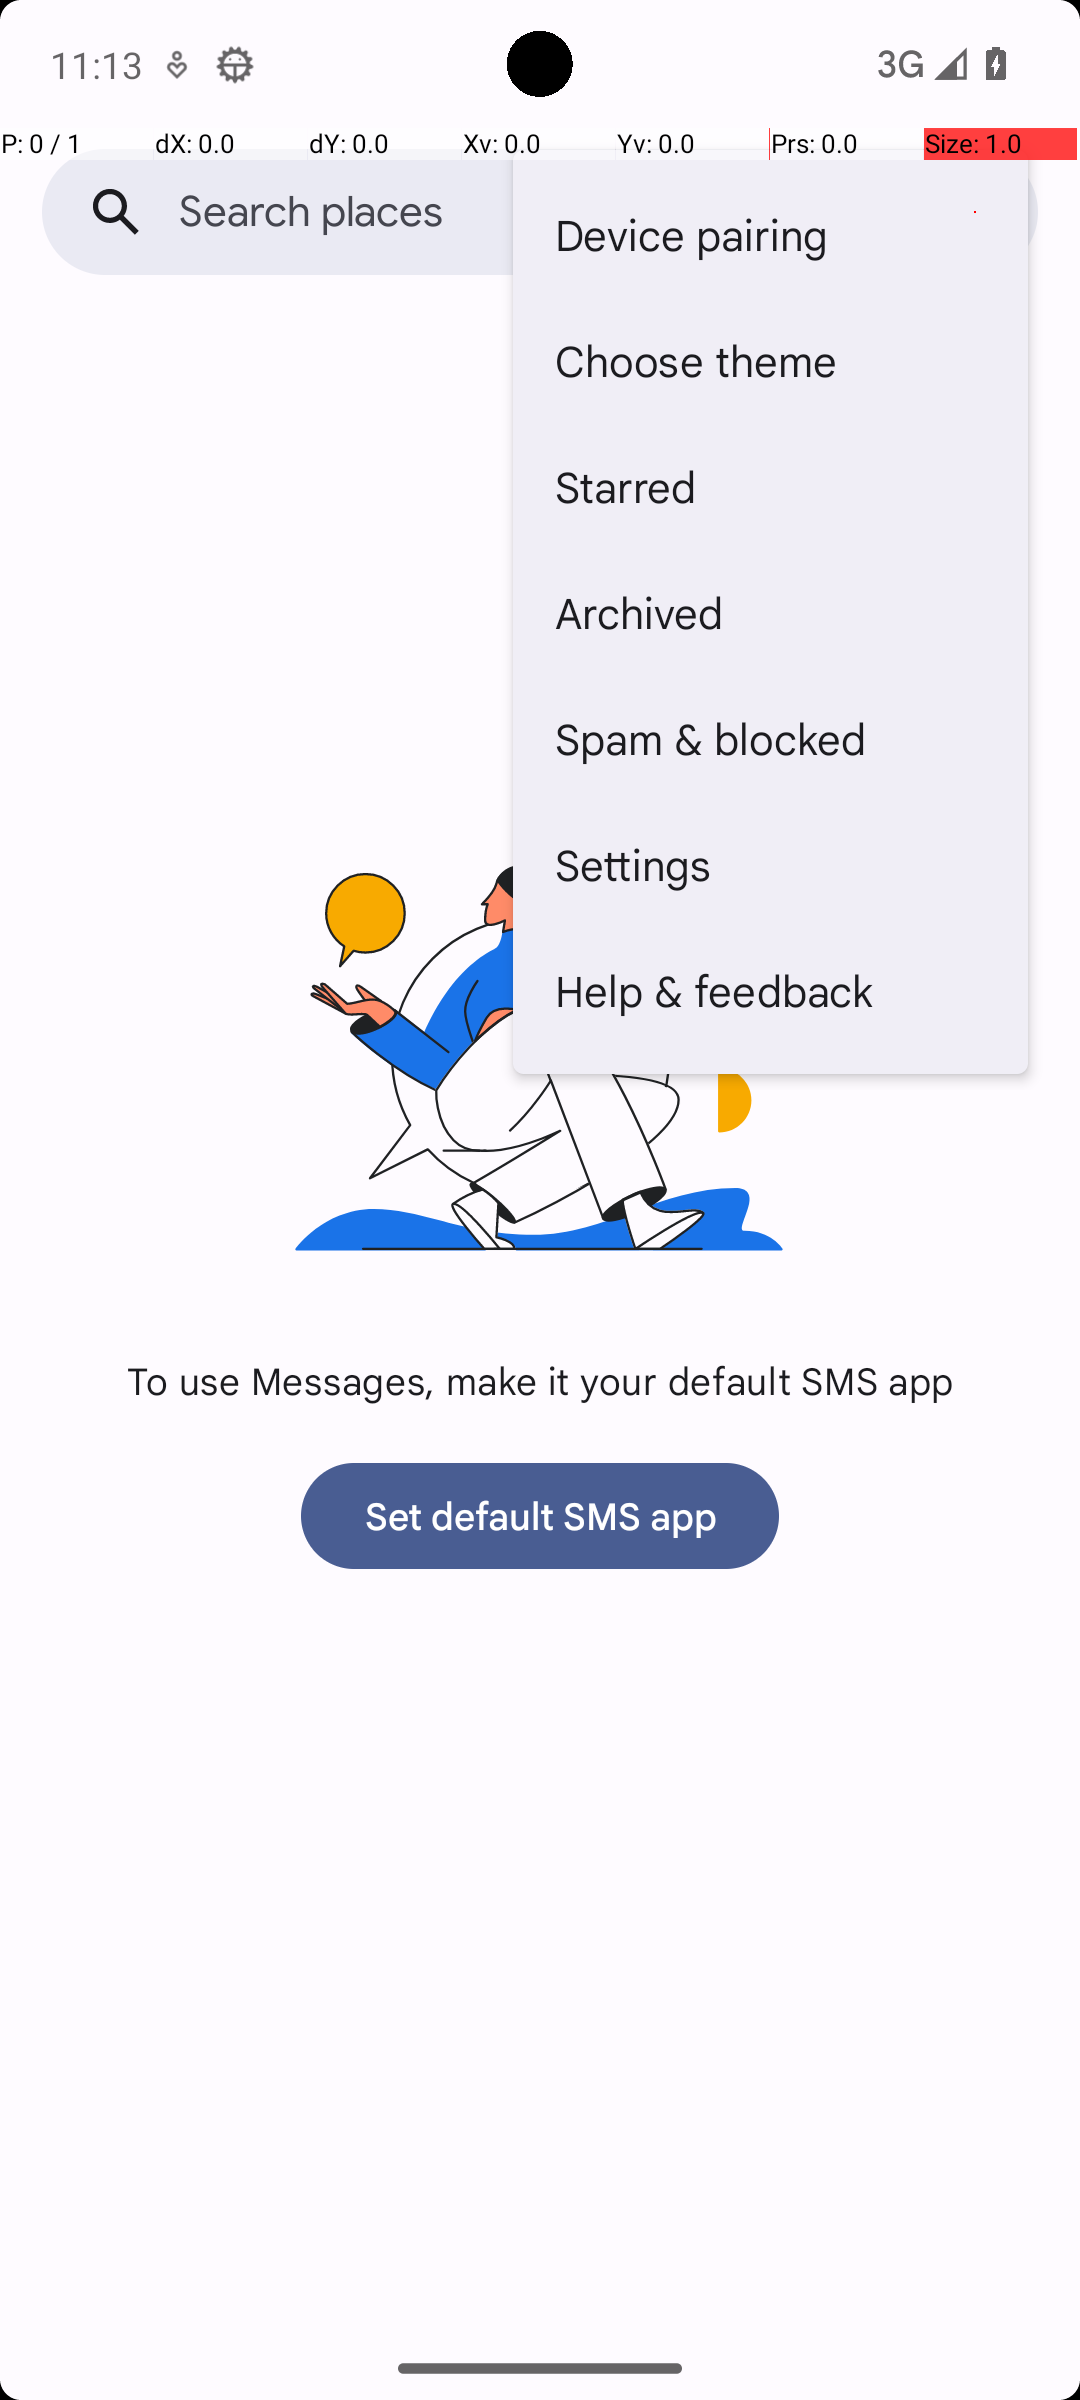 11:13
3G
P: 0 / 1 dX: 0.0 dY: 0.0 Xv: 0.0 Yv: 0.0 Prs: 0.0 Size: 1.0
Search places
Device pairing
Choose theme
Starred
Archived
Spam & blocked
Settings
Help & feedback
To use Messages, make it your default SMS app
Set default SMS app